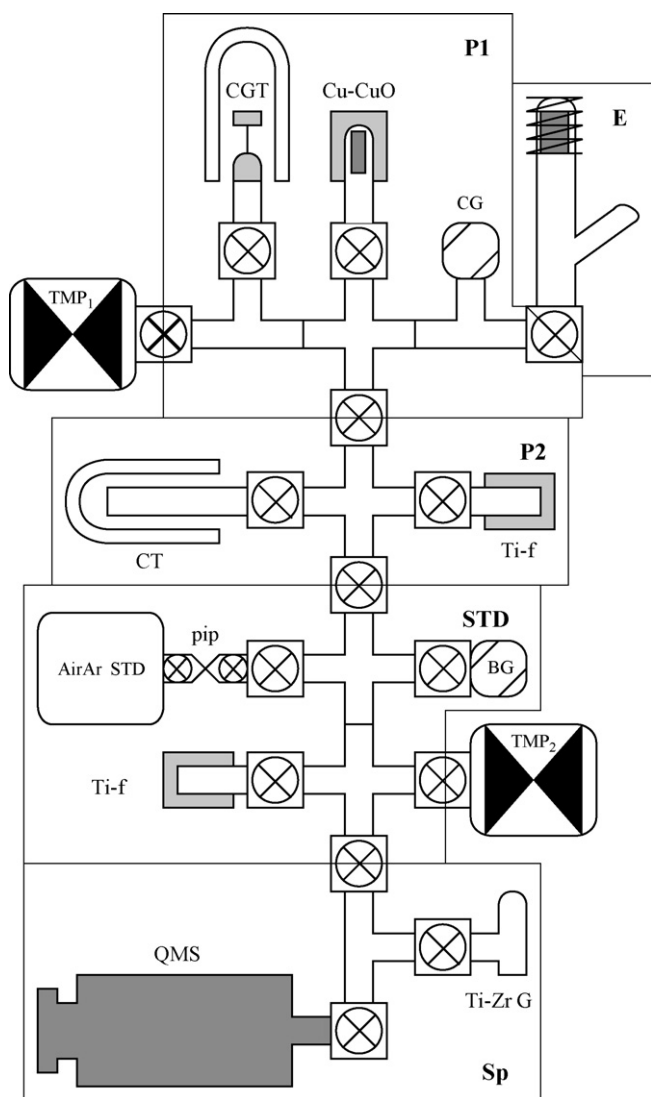 P1
CGT
Cu-CuO
E
CG
TMP1
P2
CT
Ti-f
STD
pip
AirAr STD
BG
TMP2
Ti-f
QMS
Ti-Zr G
Sp